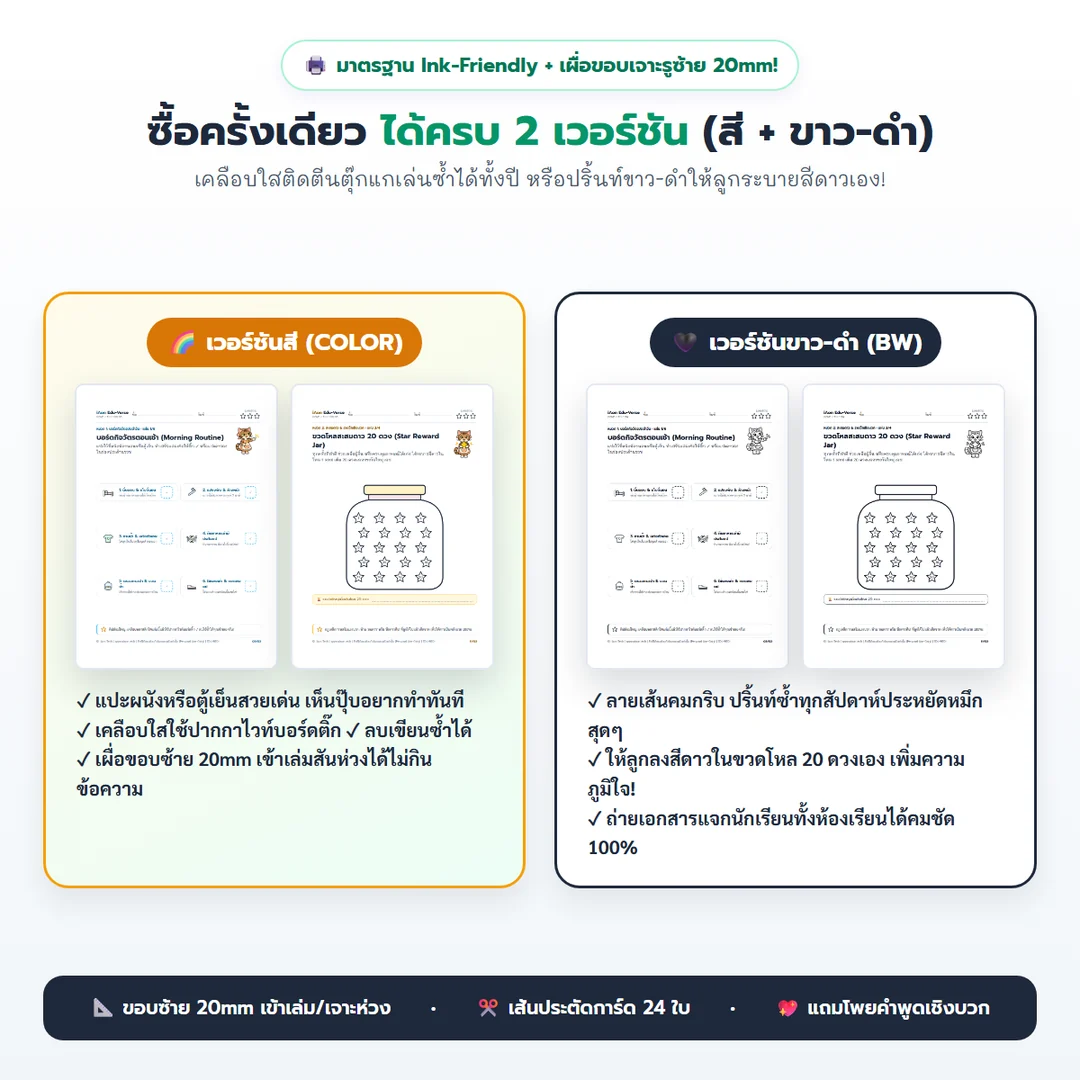 มาตรฐาน Ink-Friendly + เผื่อขอบเจาะรูซ้าย 20mm!
ซื้อครั้งเดียว ได้ครบ 2 เวอร์ชัน (สี + ขาว-ดำ)
เคลือบใสติดตีนตุ๊กแกเล่นซ้ำได้ทั้งปี หรือปริ้นท์ขาว-ดำให้ลูกระบายสีดาวเอง!
เวอร์ชันสี (COLOR)
บอร์ดกิจวัตรตอนเช้า (Morning Routine)
ขวดโหลสะสมดาว 20 ดวง (Star Reward
Jar)
✓ แปะผนังหรือตู้เย็นสวยเด่น เห็นปุ๊บอยากทำทันที
✓ เคลือบใสใช้ปากกาไวท์บอร์ดติ๊ก ✓ ลบเขียนซ้ำได้
✓ เผื่อขอบซ้าย 20mm เข้าเล่มสันห่วงได้ไม่กิน
ข้อความ
เวอร์ชันขาว-ดำ (BW)
บอร์ดกิจวัตรตอนเช้า (Morning Routine)
ขวดโหลสะสมดาว 20 ดวง (Star Reward
Jar)
✓ ลายเส้นคมกริบ ปริ้นท์ซ้ำทุกสัปดาห์ประหยัดหมึก
สุดๆ
✓ ให้ลูกลงสีดาวในขวดโหล 20 ดวงเอง เพิ่มความ
ภูมิใจ!
✓ ถ่ายเอกสารแจกนักเรียนทั้งห้องเรียนได้คมชัด
100%
ขอบซ้าย 20mm เข้าเล่ม/เจาะห่วง • เส้นประตัดการ์ด 24 ใบ • แถมโพยคำพูดเชิงบวก